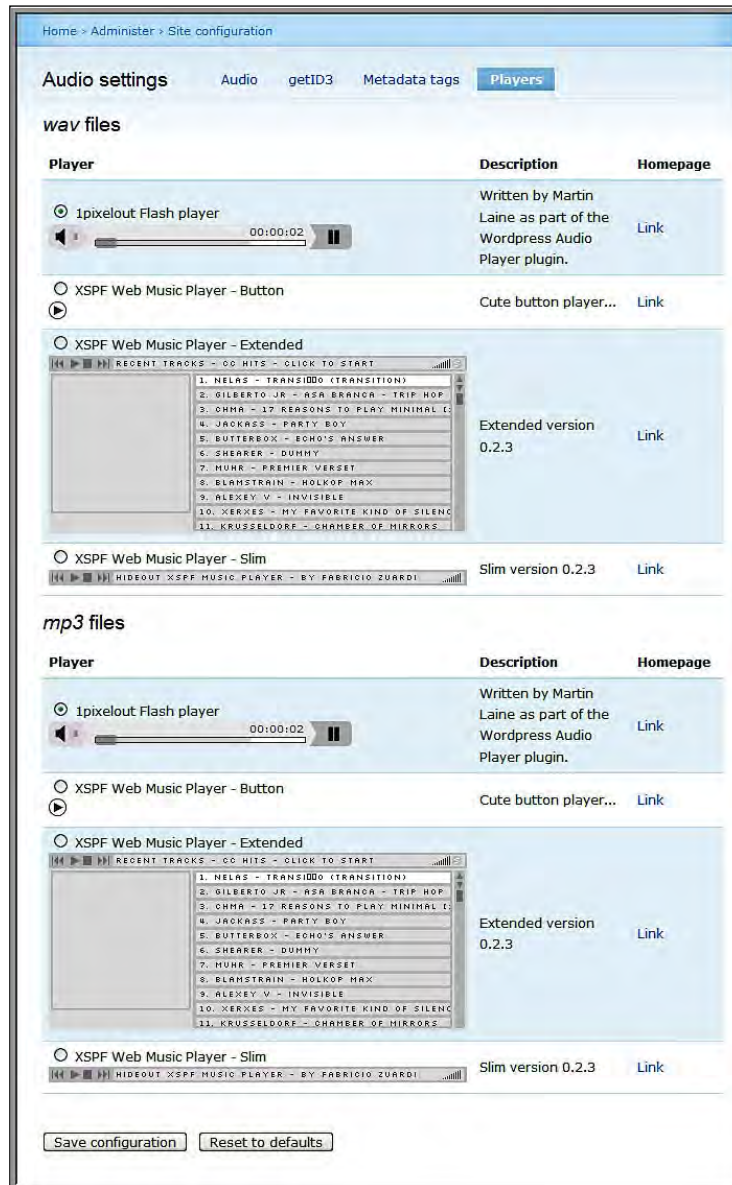 Home > Administer > Site configuration
Audio settings Audio getID3 Metadata tags Players
wav files
Player Description Homepage
1pixelout Flash player
00:00:02
Written by Martin
Laine as part of the
Wordpress Audio
Player plugin.
Link
XSPF Web Music Player - Button
Cute button player... Link
XSPF Web Music Player - Extended
RECENT TRACKS - CC HITS - CLICK TO START
1. NELAS - TRANSI▯▯O (TRANSITION)
2. GILBERTO JR - ASA BRANCA - TRIP HOP
3. CHMA - 17 REASONS TO PLAY MINIMAL
4. JACKASS - PARTY BOY
5. BUTTERBOX - ECHO'S ANSWER
6. SHEARER - DUMMY
7. MUHR - PREMIER VERSET
8. BLAMSTRAIN - HOLKOP MAX
9. ALEXEY V - INVISIBLE
10. XERXES - MY FAVORITE KIND OF SILENC
11. KRUSSELDORF - CHAMBER OF MIRRORS
Extended version
0.2.3
Link
XSPF Web Music Player - Slim
HIDEOUT XSPF MUSIC PLAYER - BY FABRICIO ZUARDI
Slim version 0.2.3 Link
mp3 files
Player Description Homepage
1pixelout Flash player
00:00:02
Written by Martin
Laine as part of the
Wordpress Audio
Player plugin.
Link
XSPF Web Music Player - Button
Cute button player... Link
XSPF Web Music Player - Extended
RECENT TRACKS - CC HITS - CLICK TO START
1. NELAS - TRANSI▯▯O (TRANSITION)
2. GILBERTO JR - ASA BRANCA - TRIP HOP
3. CHMA - 17 REASONS TO PLAY MINIMAL
4. JACKASS - PARTY BOY
5. BUTTERBOX - ECHO'S ANSWER
6. SHEARER - DUMMY
7. MUHR - PREMIER VERSET
8. BLAMSTRAIN - HOLKOP MAX
9. ALEXEY V - INVISIBLE
10. XERXES - MY FAVORITE KIND OF SILENC
11. KRUSSELDORF - CHAMBER OF MIRRORS
Extended version
0.2.3
Link
XSPF Web Music Player - Slim
HIDEOUT XSPF MUSIC PLAYER - BY FABRICIO ZUARDI
Slim version 0.2.3 Link
Save configuration Reset to defaults